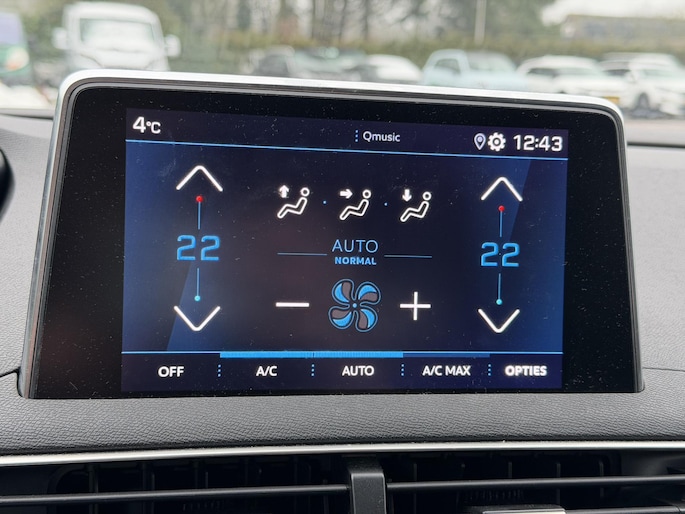 4°C
Qmusic
12:43
22
22
AUTO
NORMAL
OFF A/C AUTO A/C MAX OPTIES